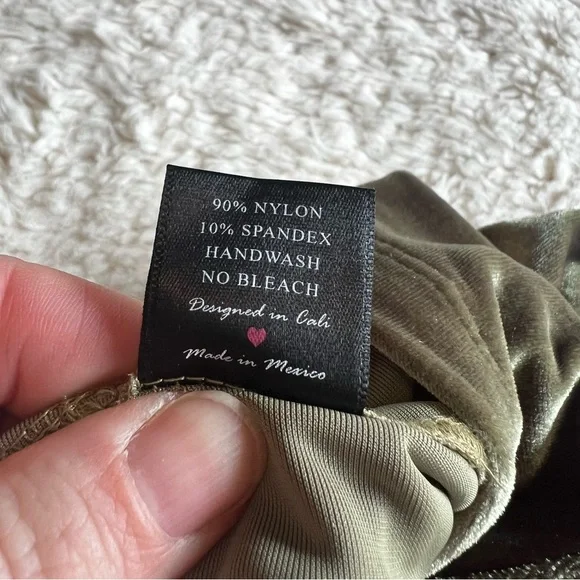 90% NYLON
10% SPANDEX
HANDWASH
NO BLEACH
Designed in Cali
Made in Mexico